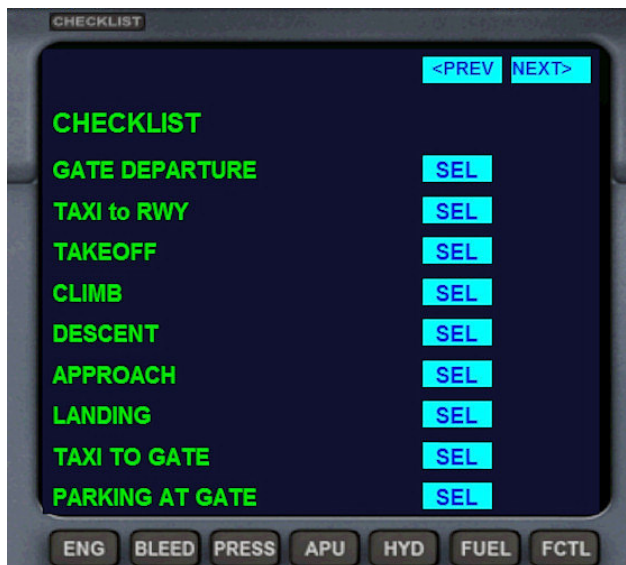 CHECKLIST
<PREV NEXT>
CHECKLIST
GATE DEPARTURE SEL
TAXI to RWY SEL
TAKEOFF SEL
CLIMB SEL
DESCENT SEL
APPROACH SEL
LANDING SEL
TAXI TO GATE SEL
PARKING AT GATE SEL
ENG BLEED PRESS APU HYD FUEL FCTL